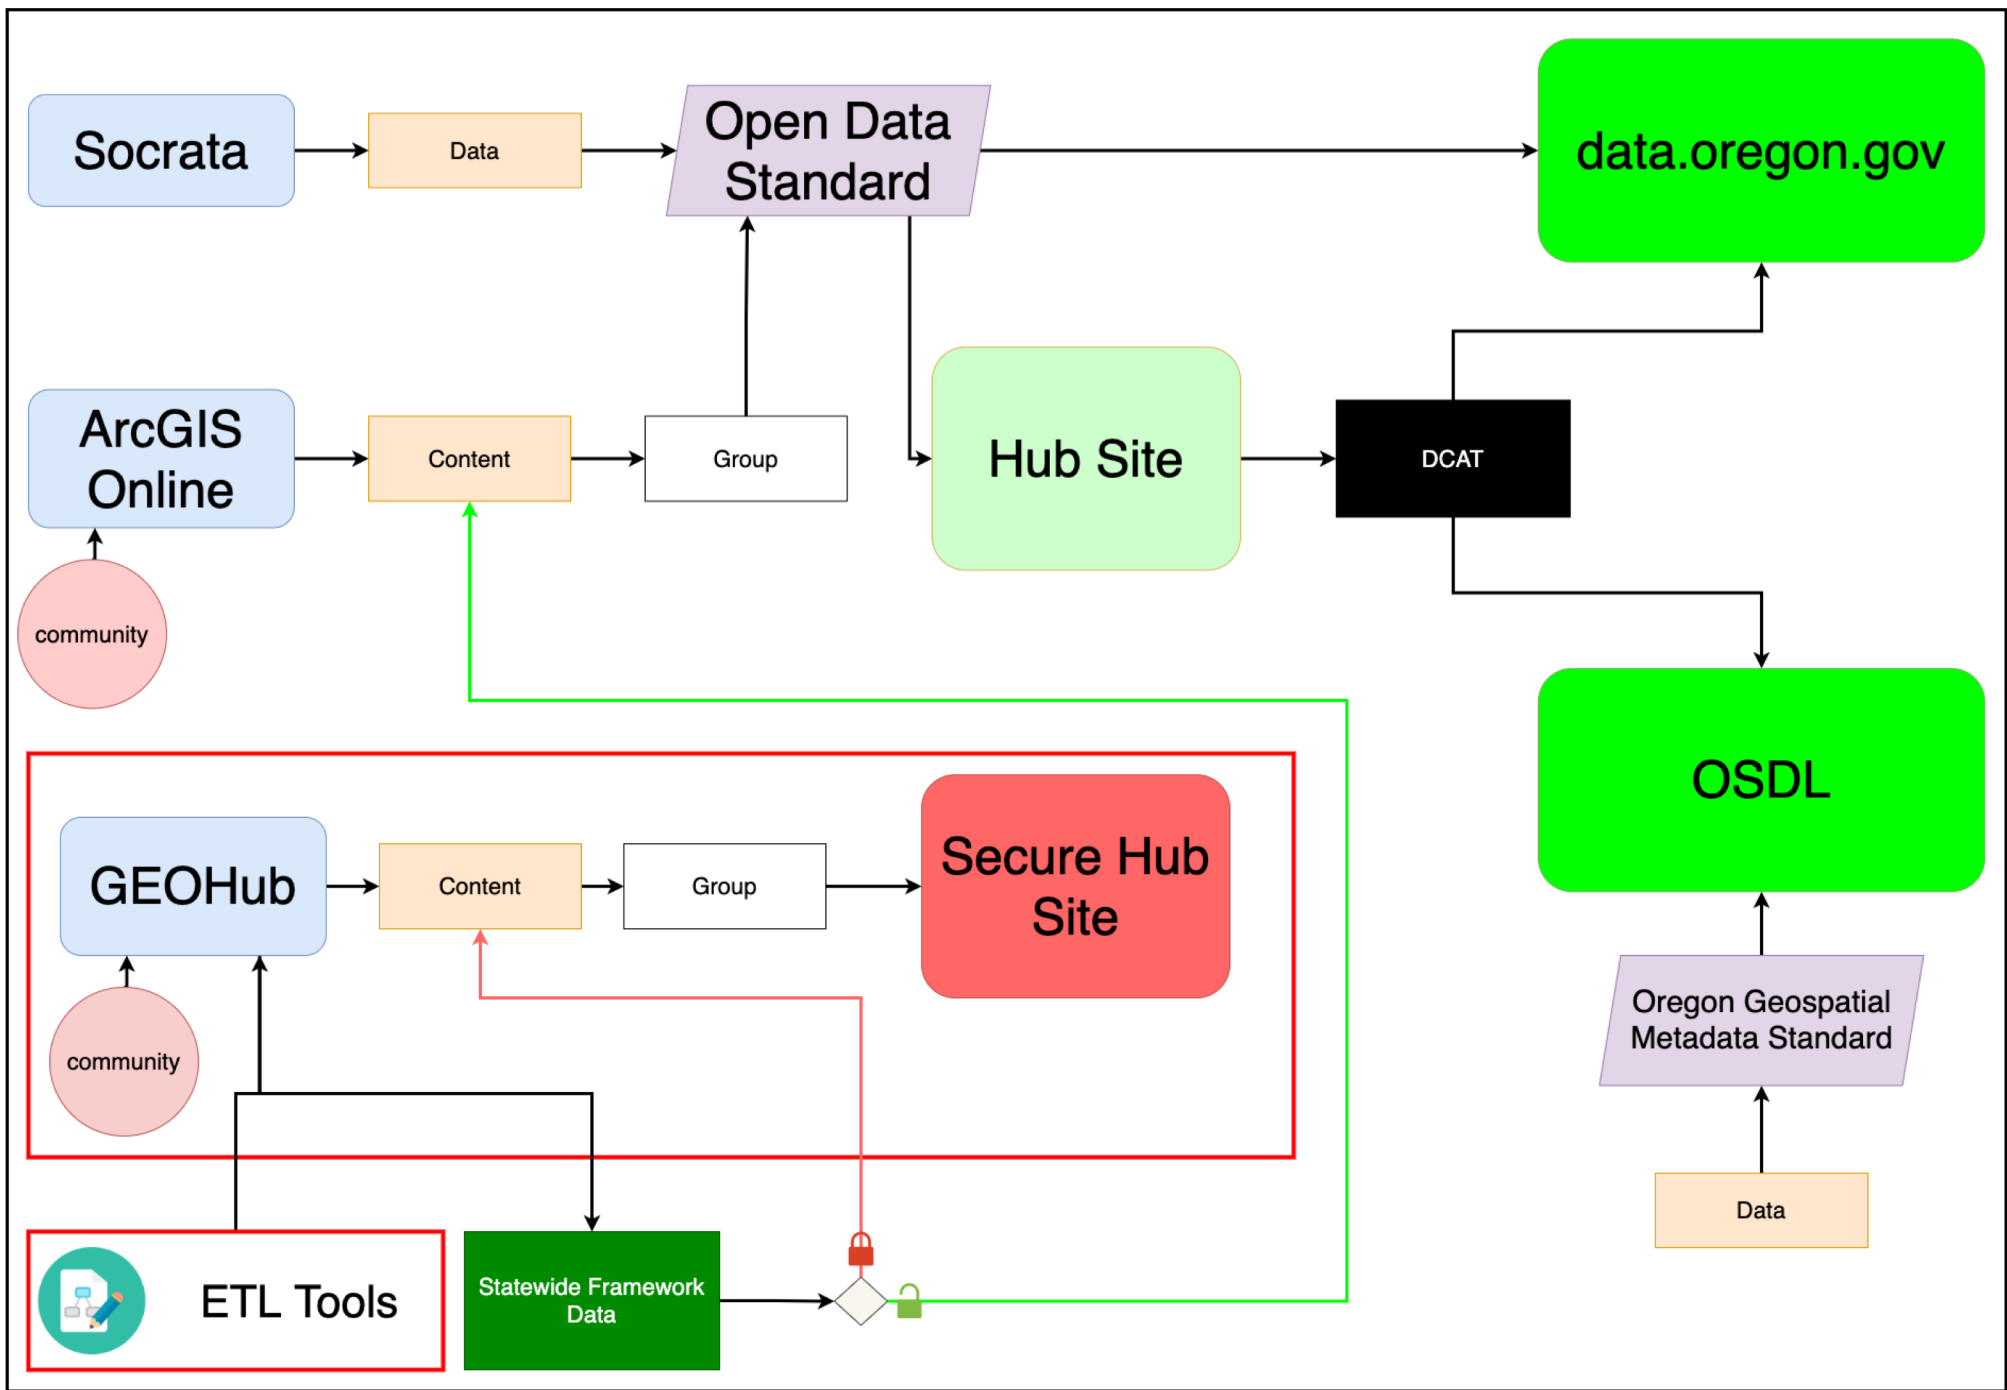 Socrata
Data
Open Data
Standard
data.oregon.gov
ArcGIS
Online
Content
Group
Hub Site
DCAT
community
OSDL
GEOHub
Content
Group
Secure Hub
Site
community
Oregon Geospatial
Metadata Standard
Data
ETL Tools
Statewide Framework
Data